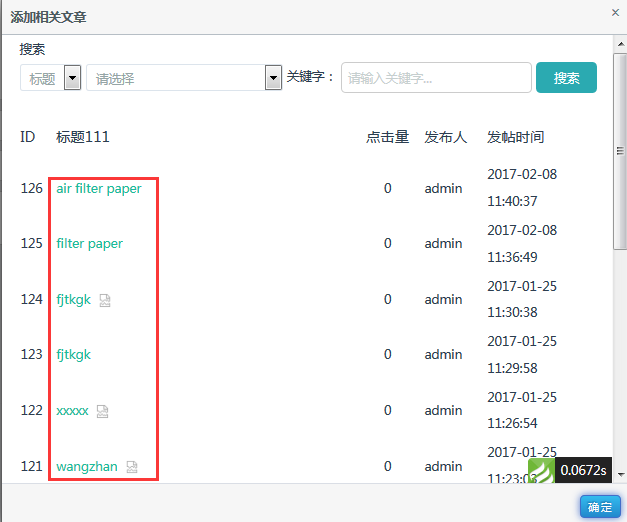 添加相关文章 ×
搜索
标题 请选择 关键字： 请输入关键字... 搜索
ID 标题111 点击量 发布人 发帖时间
126 air filter paper 0 admin 2017-02-08 11:40:37
125 filter paper 0 admin 2017-02-08 11:36:49
124 fjtkgk 0 admin 2017-01-25 11:30:38
123 fjtkgk 0 admin 2017-01-25 11:29:58
122 xxxxx 0 admin 2017-01-25 11:26:54
121 wangzhan 0 admin 2017-01-25 11:23:03
0.0672s
确定